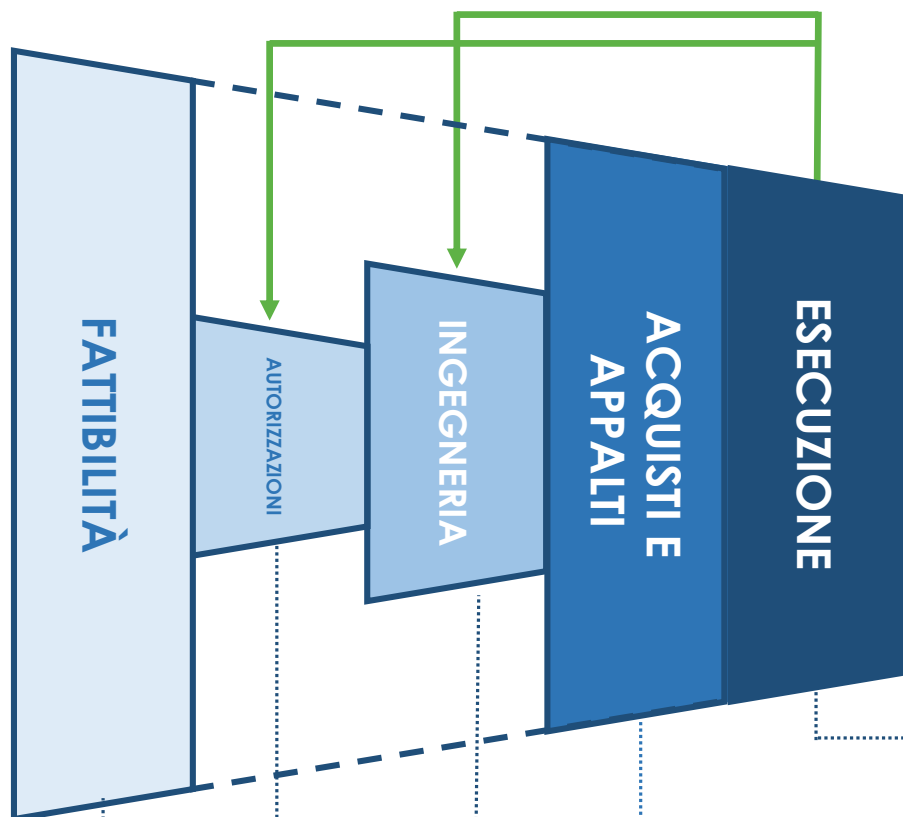 FATTIBILITÀ
AUTORIZZAZIONI
INGEGNERIA
ACQUISTI E
APPALTI
ESECUZIONE